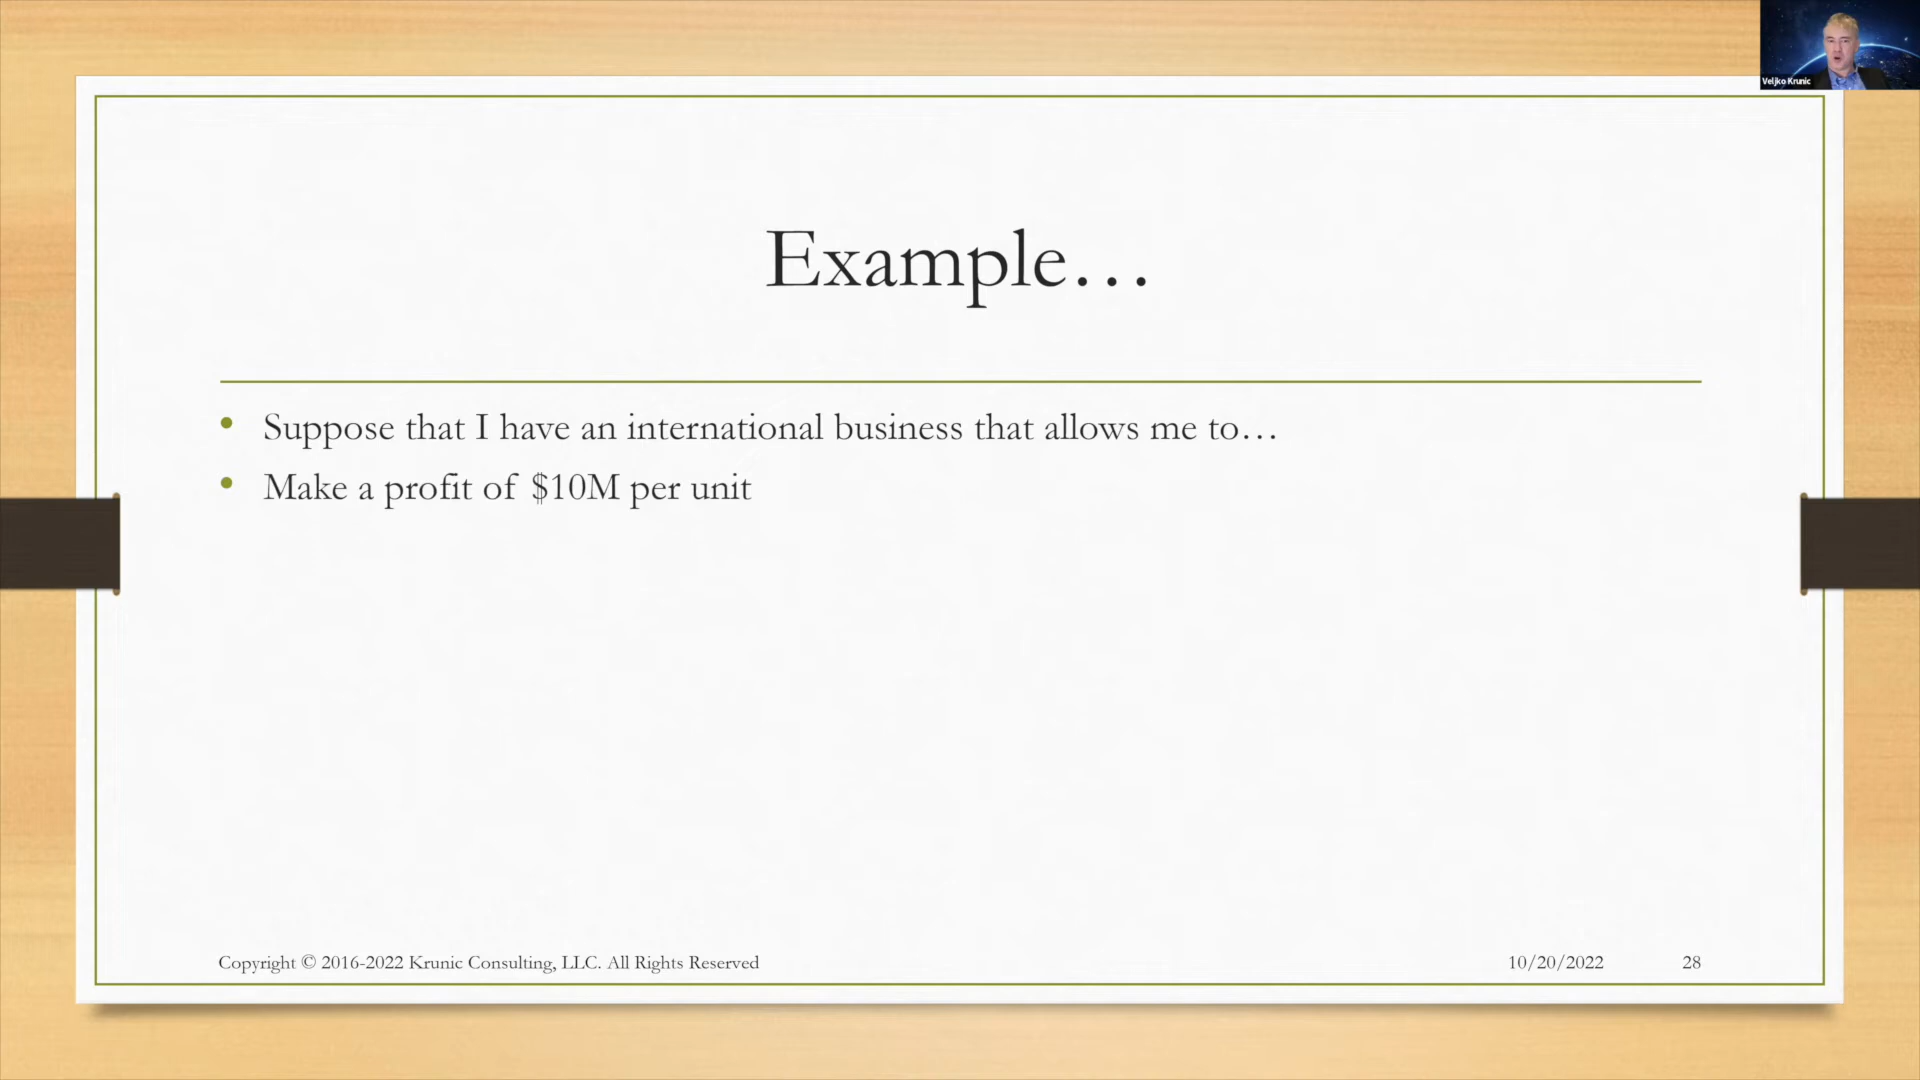 Veljko Krunic
Example…
• Suppose that I have an international business that allows me to…
• Make a profit of $10M per unit
Copyright © 2016-2022 Krunic Consulting, LLC. All Rights Reserved
10/20/2022
28